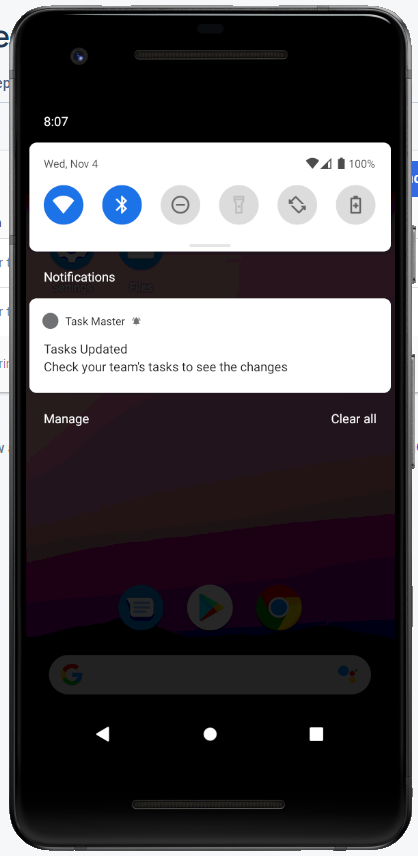 8:07
Wed, Nov 4
100%
Notifications
Task Master
Tasks Updated
Check your team's tasks to see the changes
Manage
Clear all